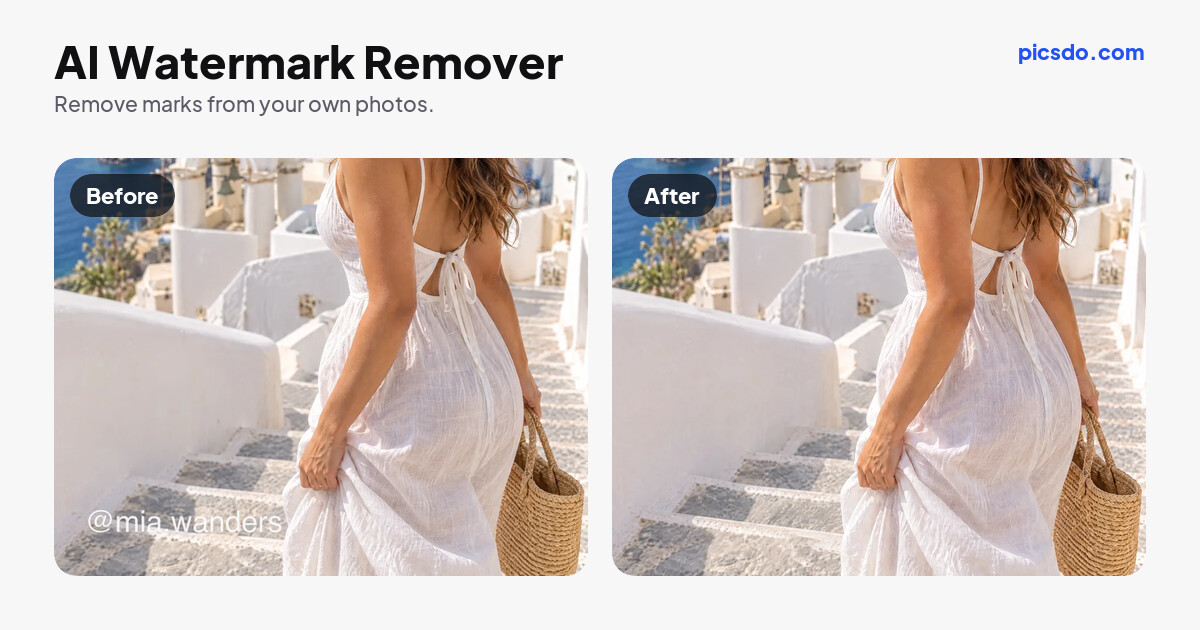 AI Watermark Remover
picsdo.com
Remove marks from your own photos.
Before
After
@mia wanders